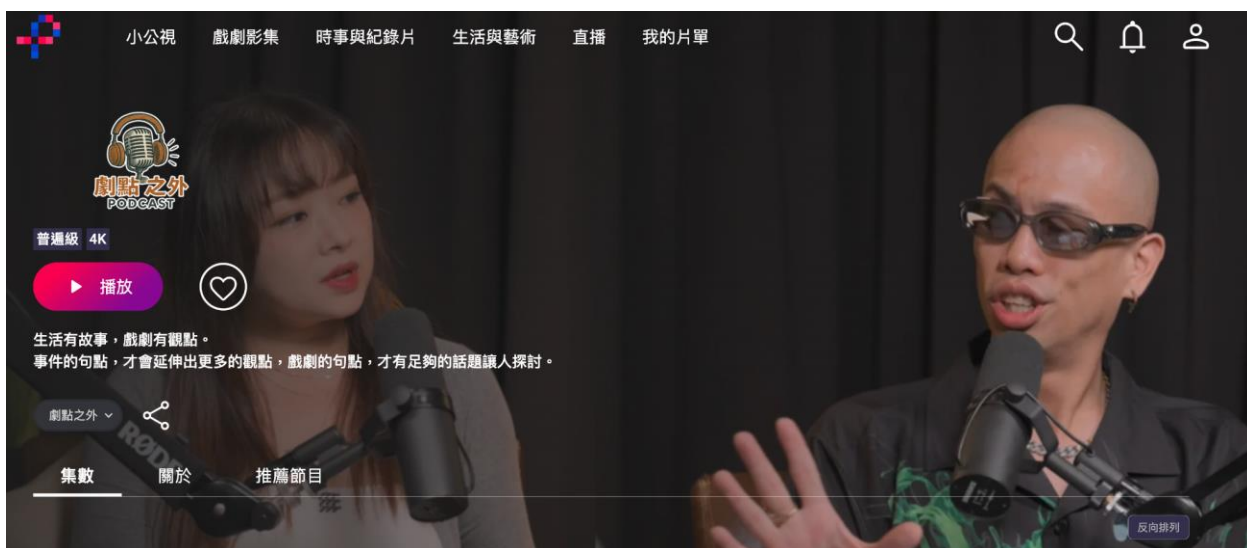 小公視 戲劇影集 時事與紀錄片 生活與藝術 直播 我的片單
劇點之外
PODCAST
普遍級 4K
播放
生活有故事，戲劇有觀點。
事件的句點，才會延伸出更多的觀點，戲劇的句點，才有足夠的話題讓人探討。
劇點之外
RØDE
集數 關於 推薦節目
反向排列